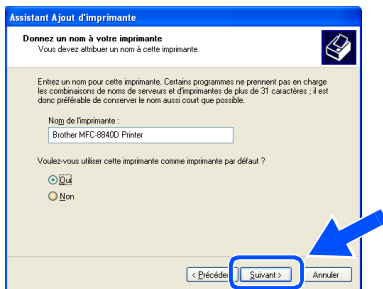 Assistant Ajout d'imprimante
Donnez un nom à votre imprimante
Vous devez attribuer un nom à cette imprimante.
Entrez un nom pour cette imprimante. Certains programmes ne prennent pas en charge
les combinaisons de noms de serveurs et d'imprimantes de plus de 31 caractères ; il est
donc préférable de conserver le nom aussi court que possible.
Nom de l'imprimante :
Brother MFC-8840D Printer
Voulez-vous utiliser cette imprimante comme imprimante par défaut ?
Oui
Non
< Précéden Suivant > Annuler